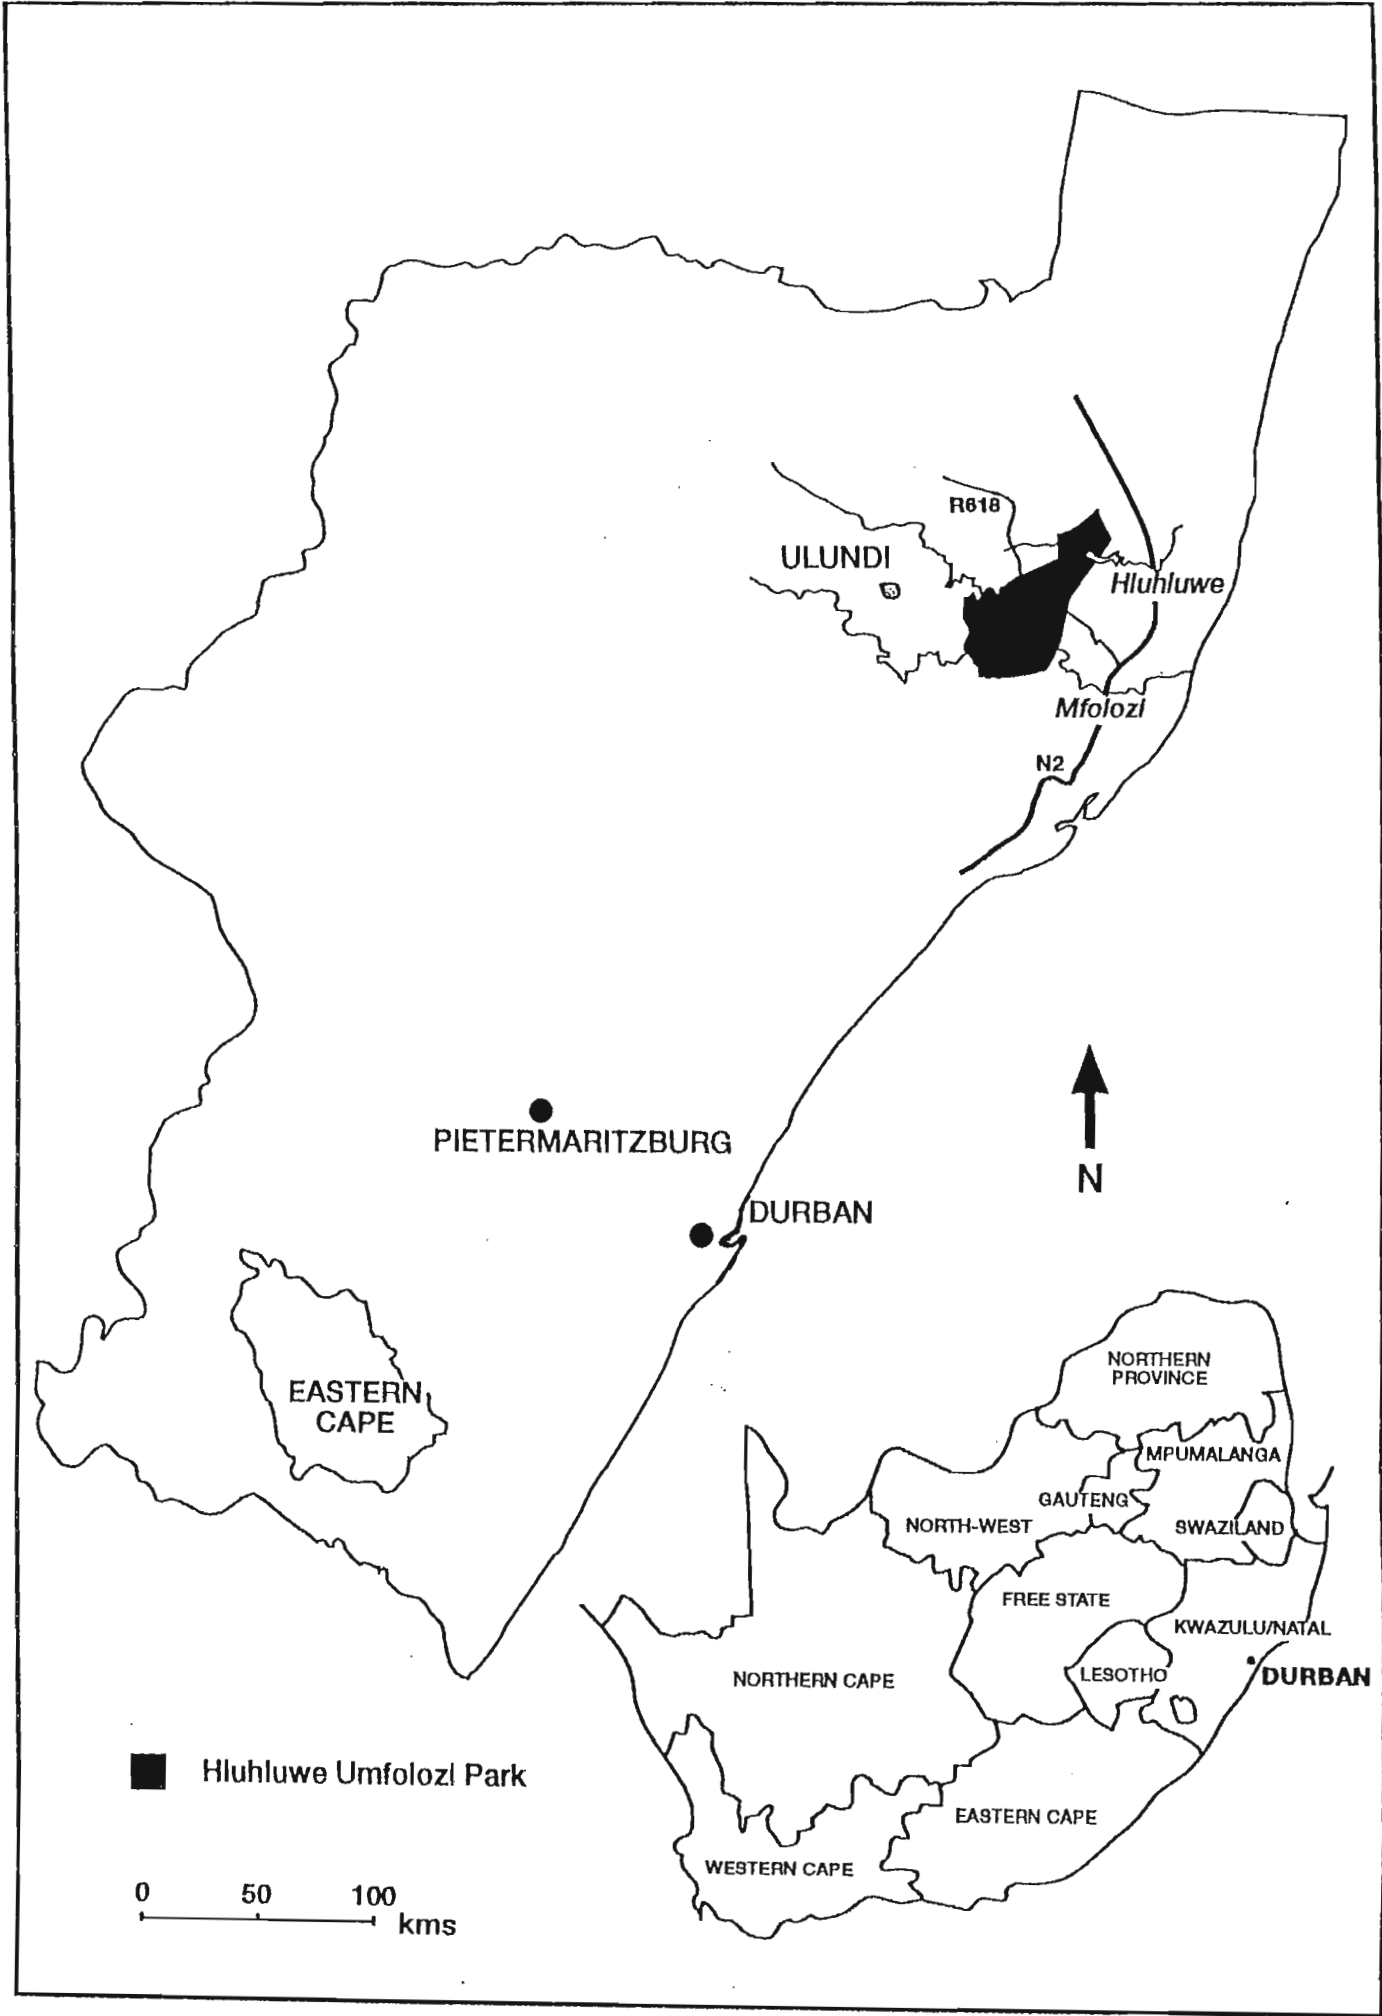 R618
ULUNDI
Hluhluwe
Mfolozi
N2
PIETERMARITZBURG
N
DURBAN
EASTERN
CAPE
NORTHERN
PROVINCE
MPUMALANGA
GAUTENG
NORTH-WEST
SWAZILAND
FREE STATE
KWAZULU/NATAL
LESOTHO
DURBAN
NORTHERN CAPE
EASTERN CAPE
WESTERN CAPE
Hluhluwe Umfolozi Park
0 50 100
kms